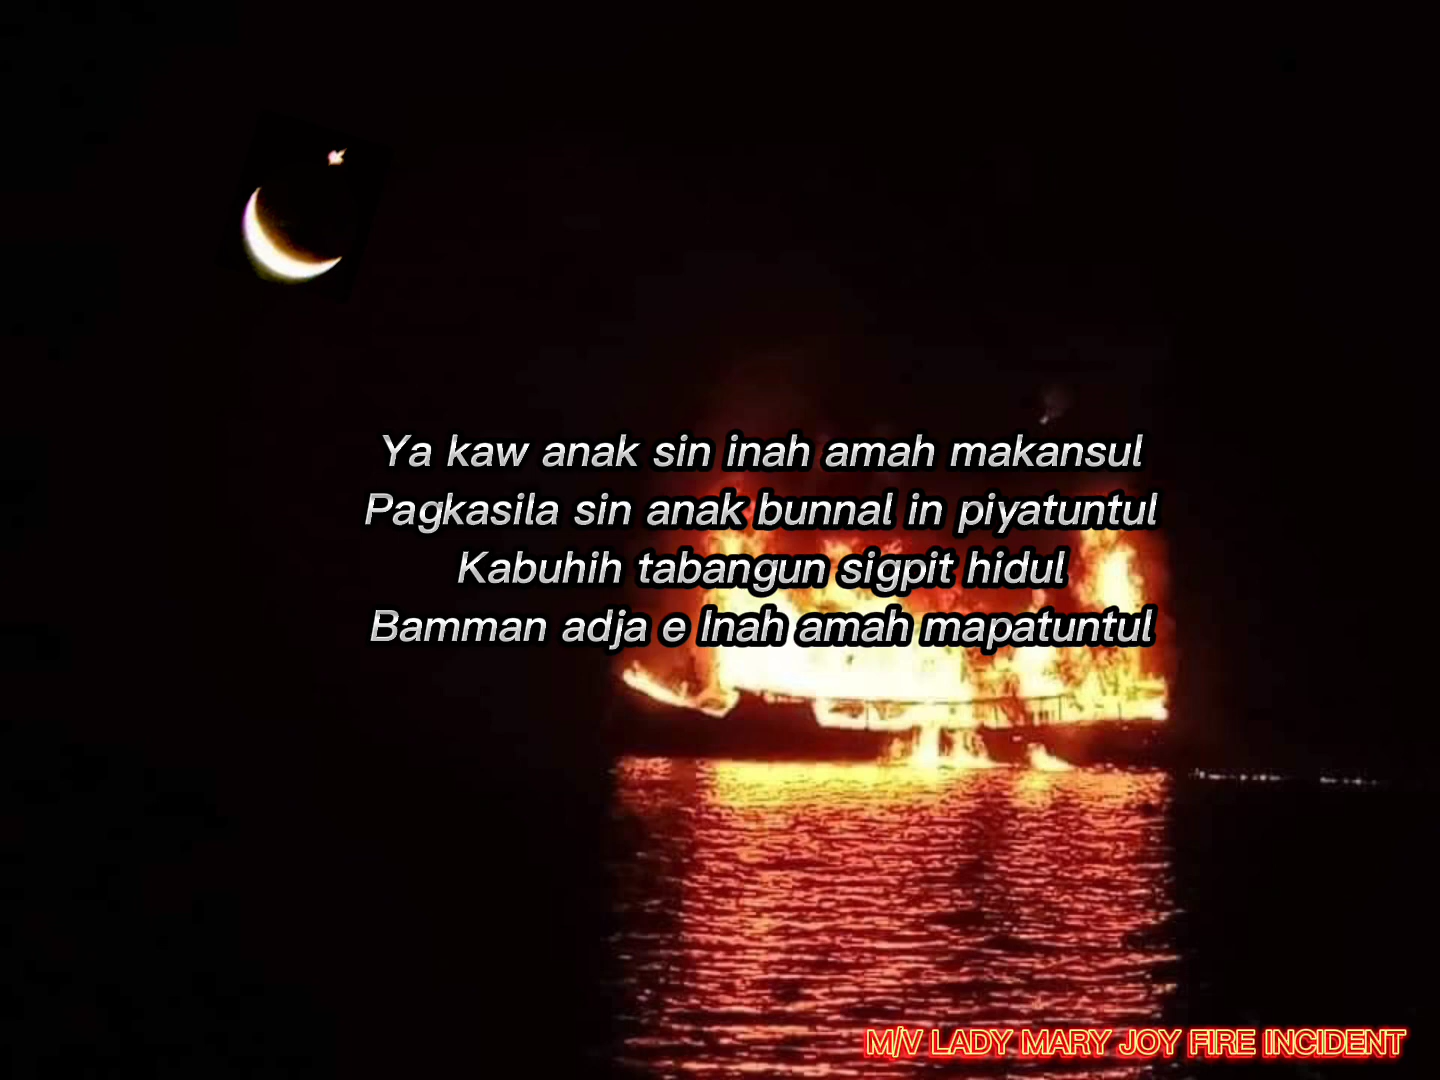 Ya kaw anak sin inah amah makansul
Pagkasila sin anak bunnal in piyatuntul
Kabuhih tabangun sigpit hidul
Bamman adja e Inah amah mapatuntul
M/V LADY MARY JOY FIRE INCIDENT